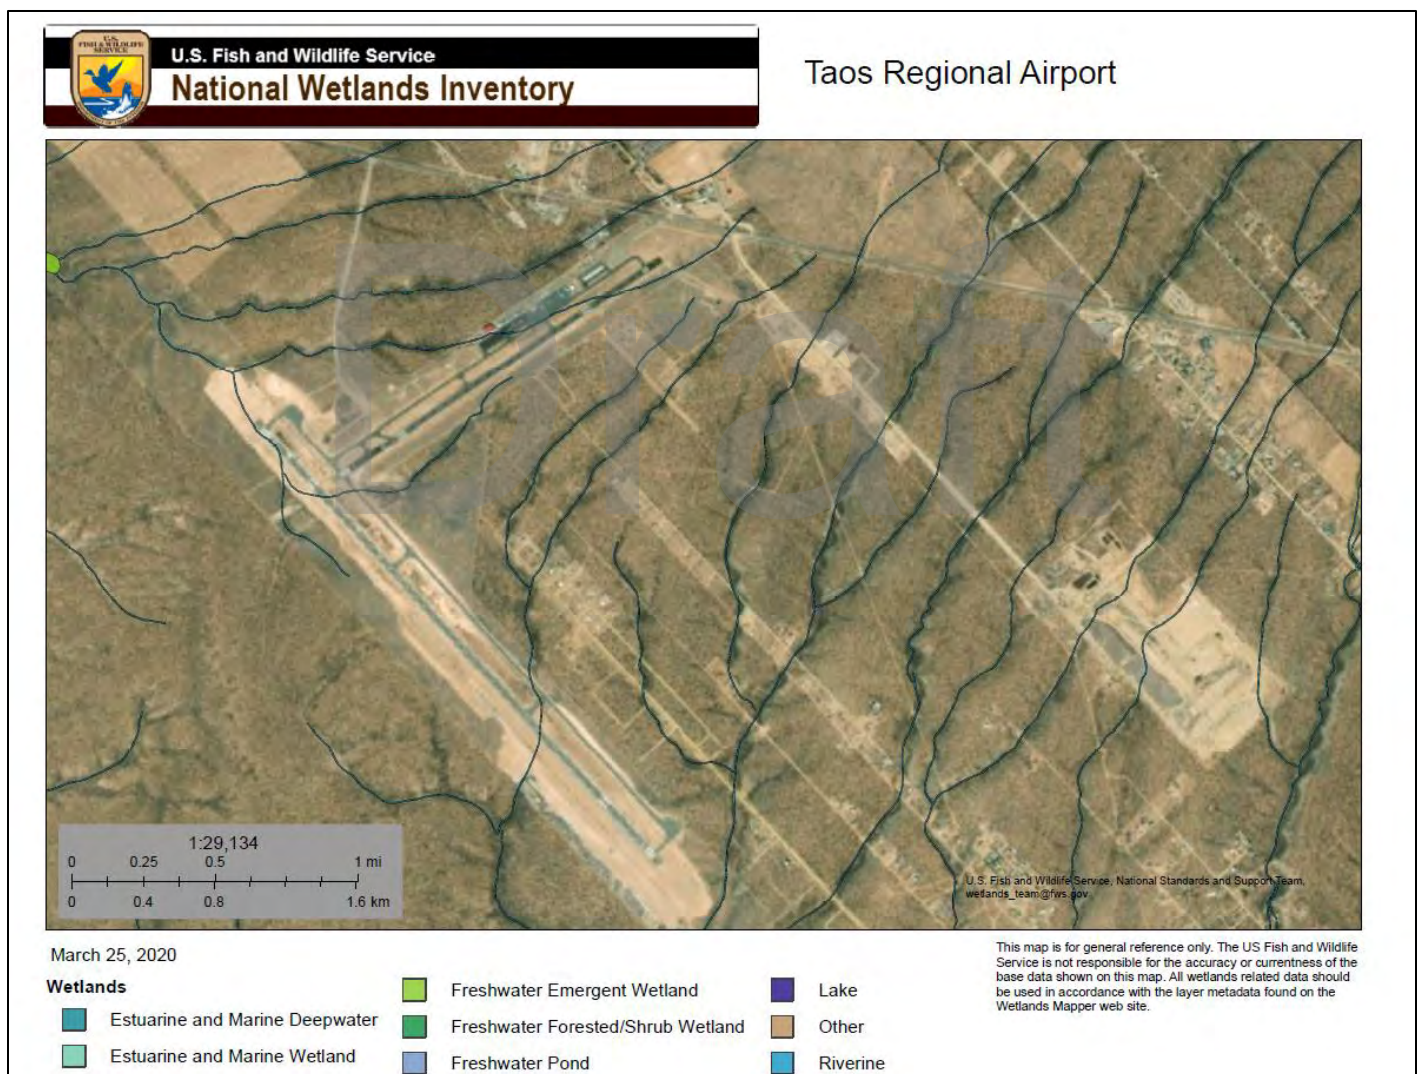 U.S.
FISH & WILDLIFE
SERVICE
U.S. Fish and Wildlife Service
National Wetlands Inventory
Taos Regional Airport
Draft
1:29,134
0 0.25 0.5 1 mi
0 0.4 0.8 1.6 km
U.S. Fish and Wildlife Service, National Standards and Support Team,
wetlands_team@fws.gov
March 25, 2020
Wetlands
Estuarine and Marine Deepwater
Estuarine and Marine Wetland
Freshwater Emergent Wetland
Freshwater Forested/Shrub Wetland
Freshwater Pond
Lake
Other
Riverine
This map is for general reference only. The US Fish and Wildlife
Service is not responsible for the accuracy or currentness of the
base data shown on this map. All wetlands related data should
be used in accordance with the layer metadata found on the
Wetlands Mapper web site.